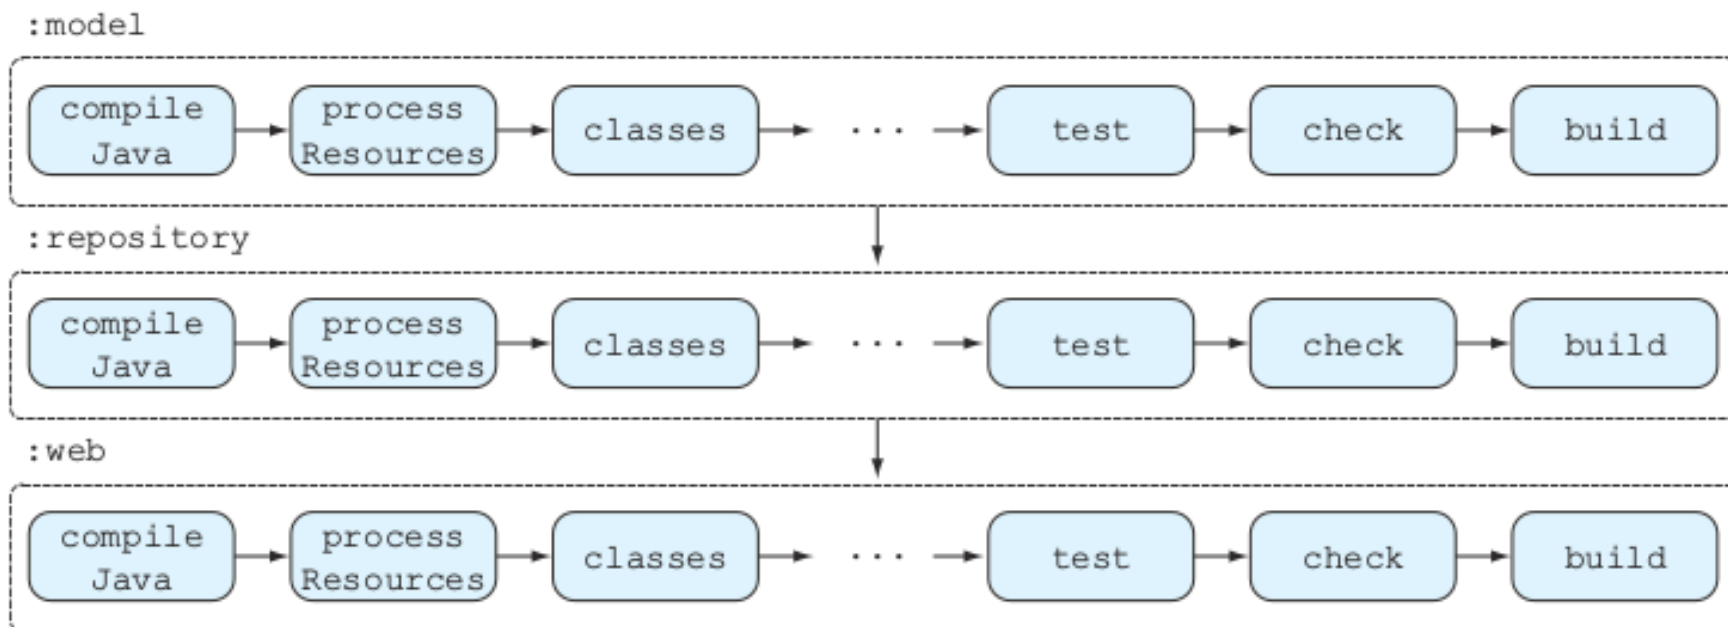 :model
compile
Java
process
Resources
classes
...
test
check
build
:repository
compile
Java
process
Resources
classes
...
test
check
build
:web
compile
Java
process
Resources
classes
...
test
check
build